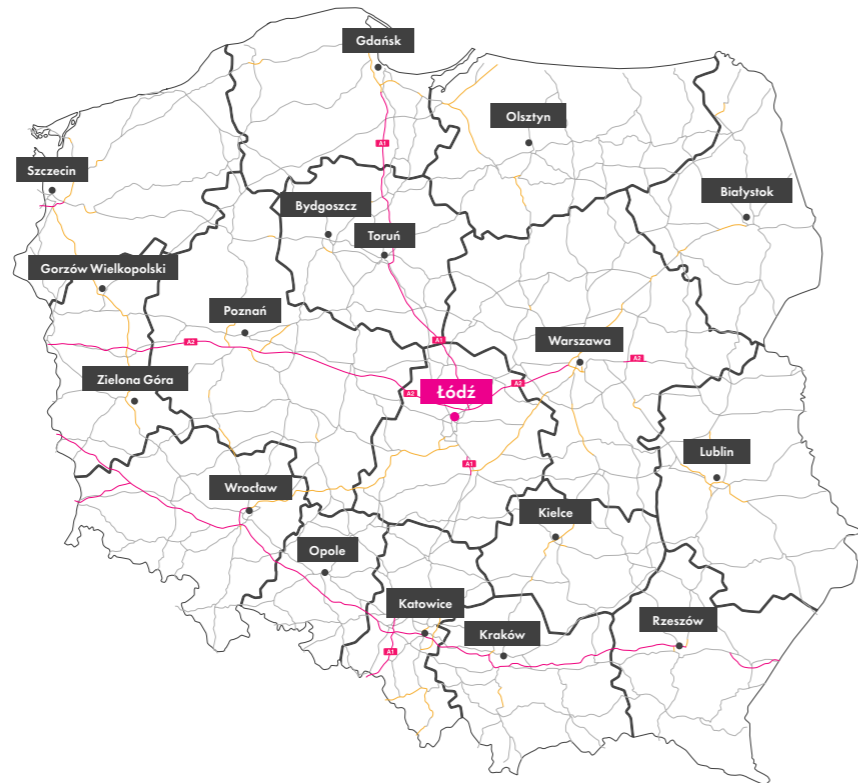 Gdańsk
A1
Olsztyn
Szczecin
Białystok
Bydgoszcz
Toruń
Gorzów Wielkopolski
Poznań
A2
A1
Warszawa
A2
Zielona Góra
A2
Łódź
A2
A1
Lublin
Wrocław
Kielce
Opole
Katowice
Kraków
Rzeszów
A1